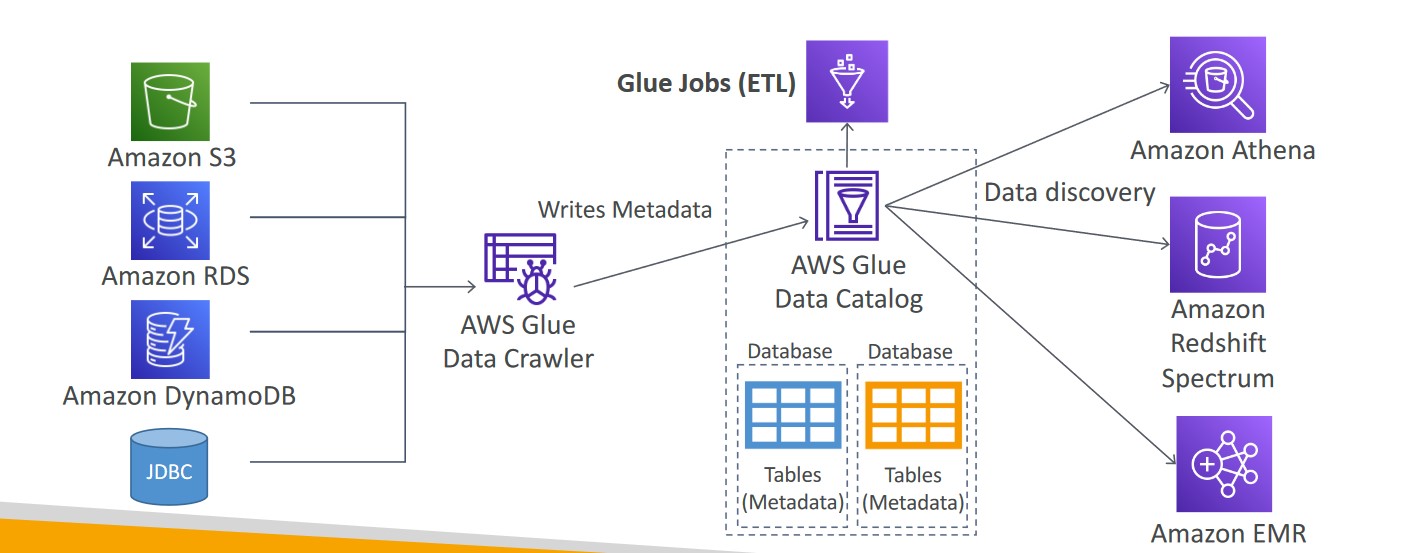 Amazon S3
Amazon RDS
Amazon DynamoDB
JDBC
AWS Glue
Data Crawler
Writes Metadata
Glue Jobs (ETL)
AWS Glue
Data Catalog
Database
Tables
(Metadata)
Database
Tables
(Metadata)
Data discovery
Amazon Athena
Amazon
Redshift
Spectrum
Amazon EMR